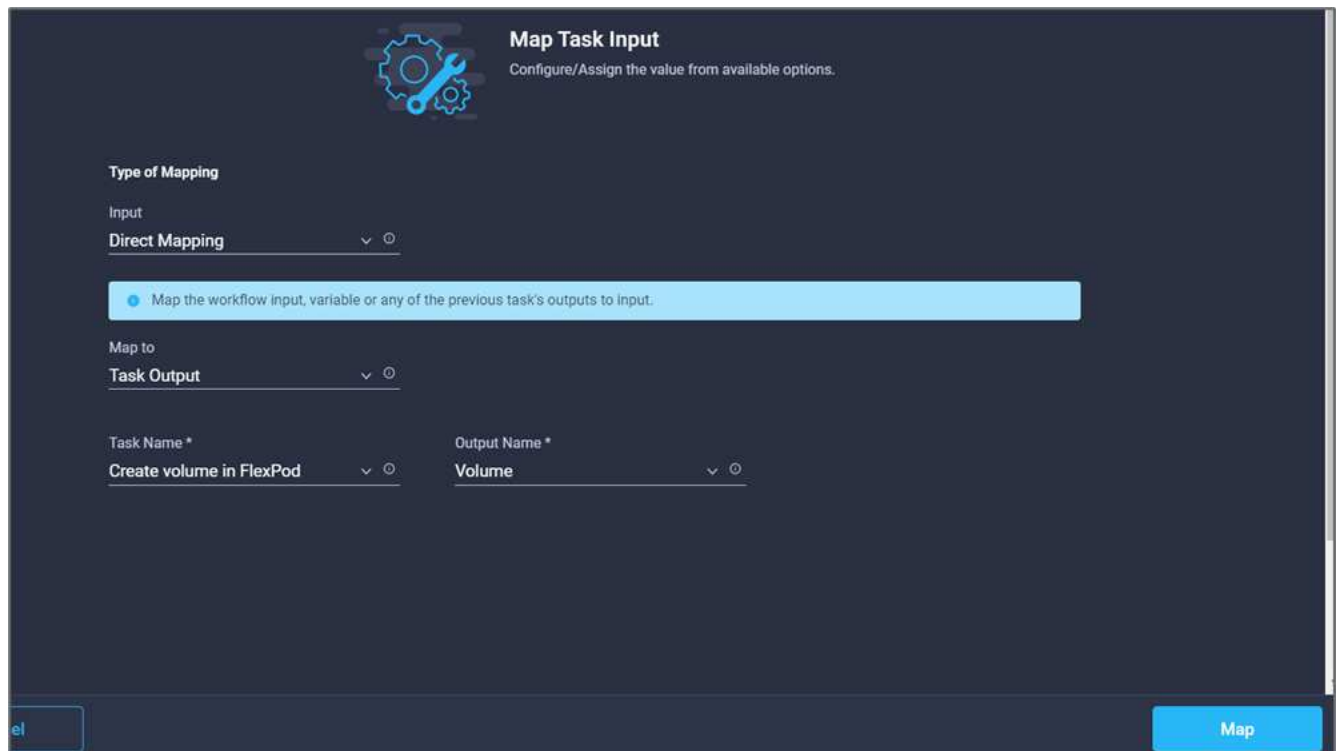 Map Task Input
Configure/Assign the value from available options.
Type of Mapping
Input
Direct Mapping
Map the workflow input, variable or any of the previous task's outputs to input.
Map to
Task Output
Task Name *
Output Name *
Create volume in FlexPod
Volume
el
Map